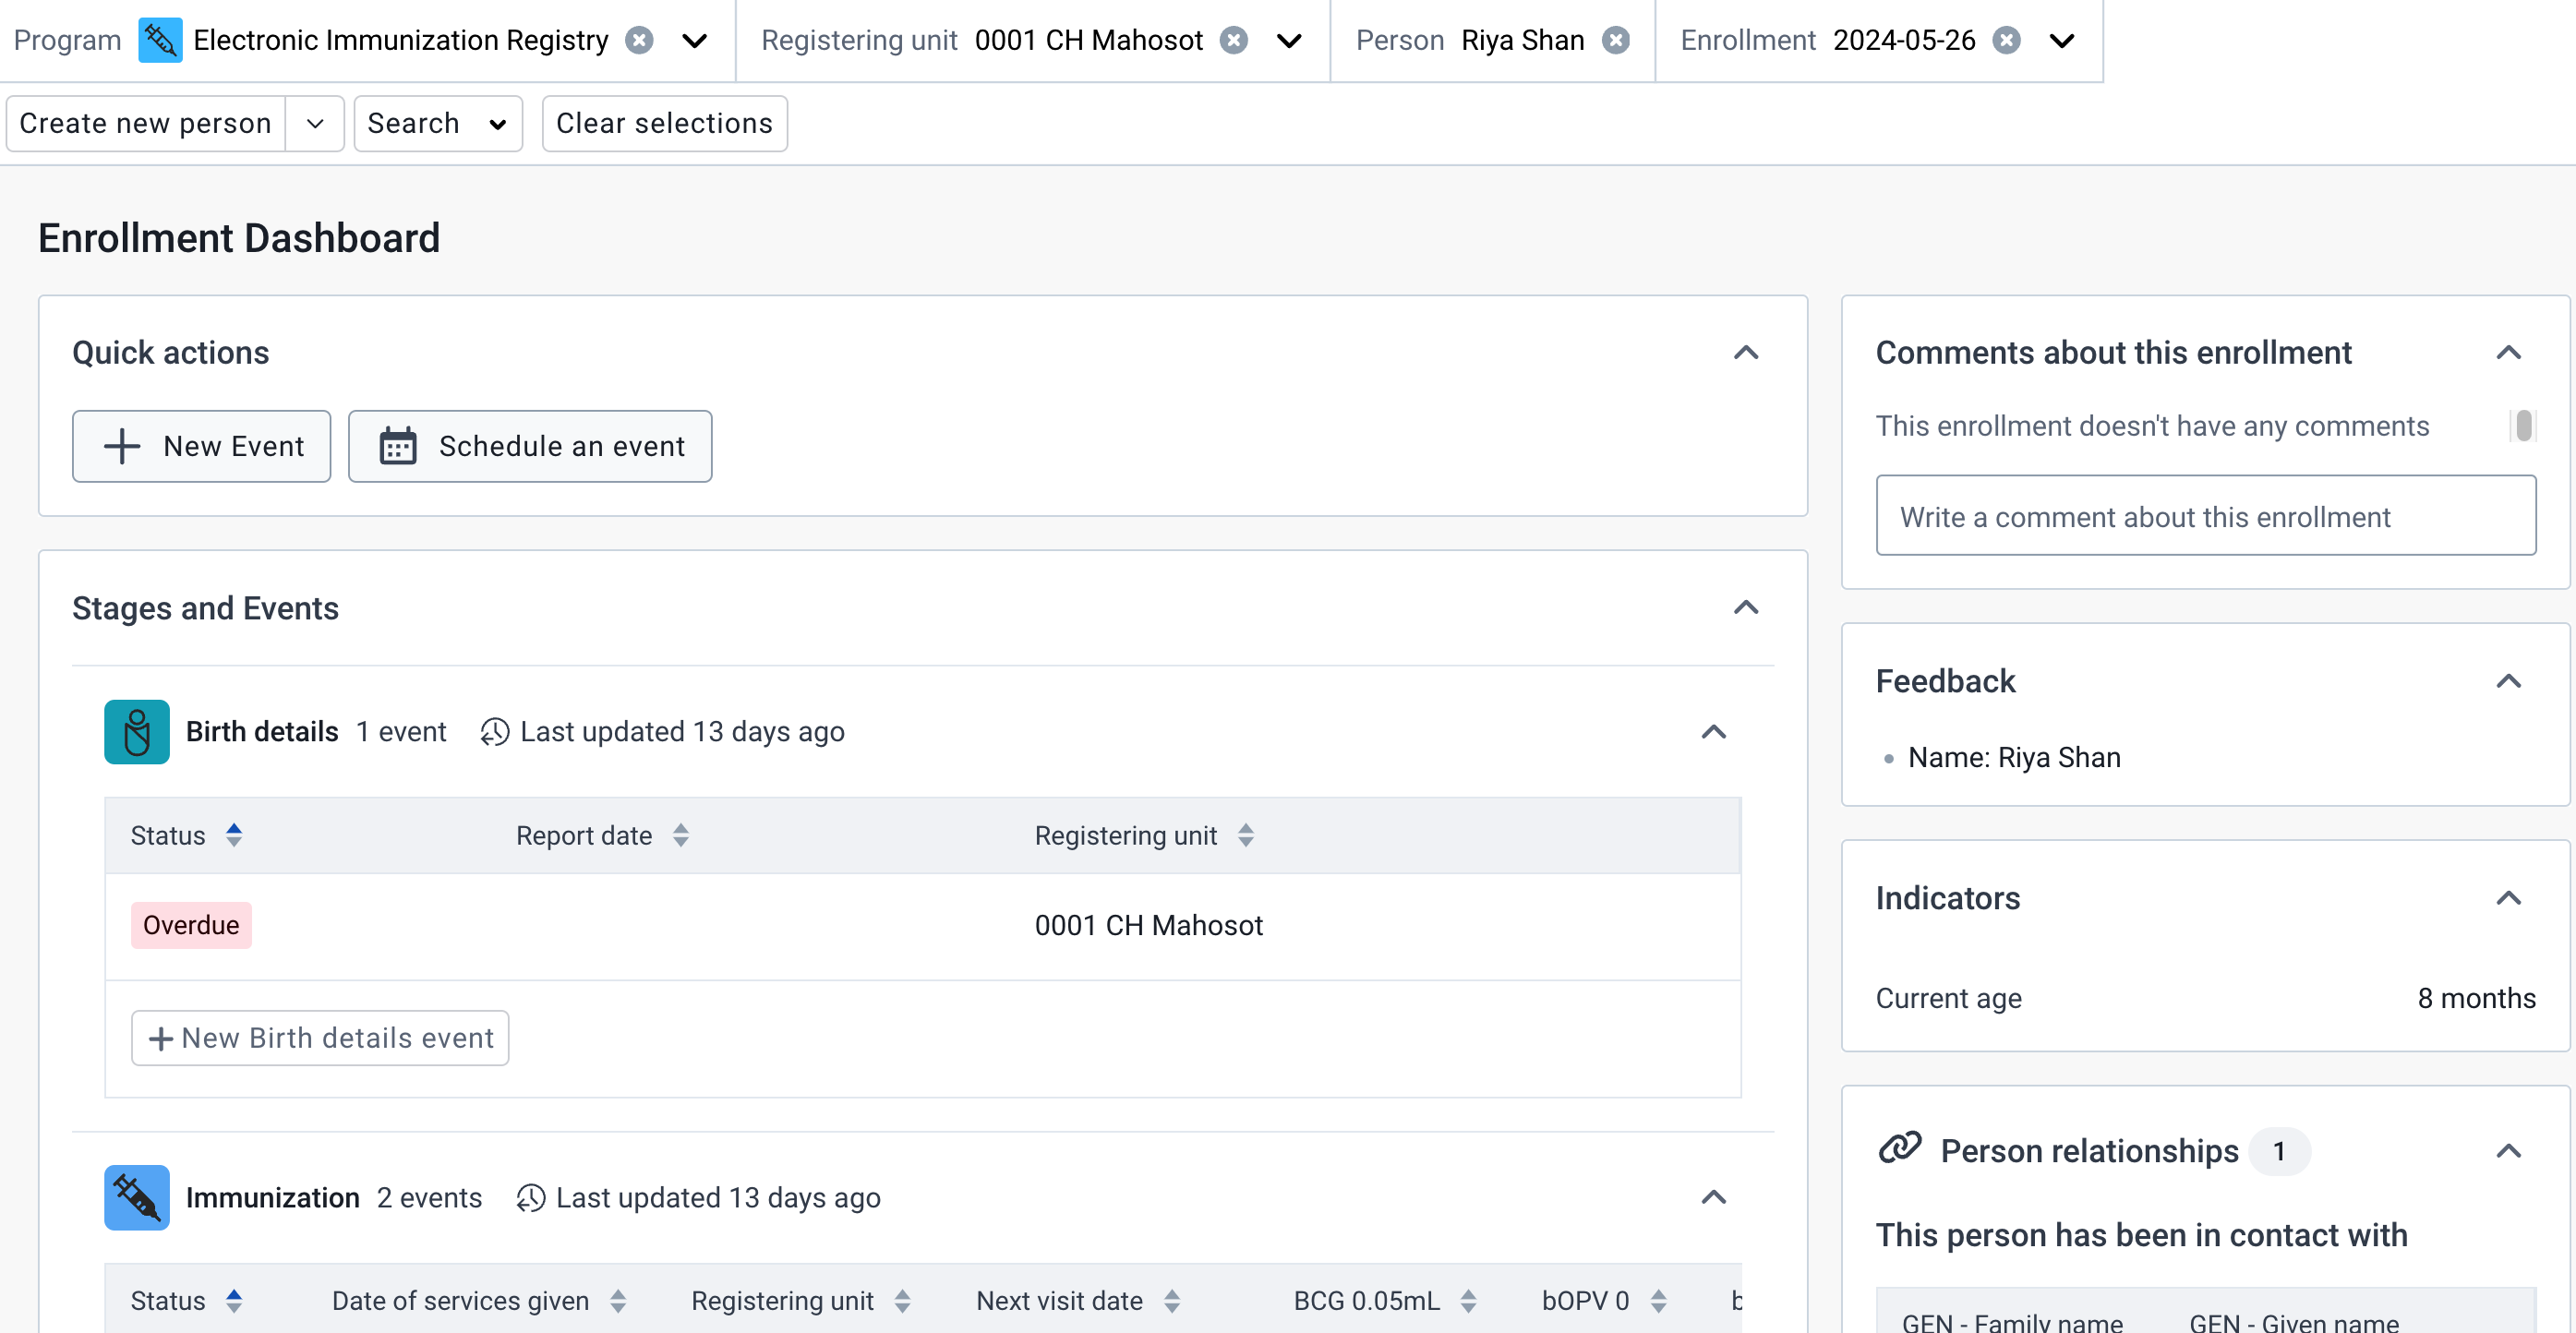 Program Electronic Immunization Registry Registering unit 0001 CH Mahosot Person Riya Shan Enrollment 2024-05-26
Create new person Search Clear selections
Enrollment Dashboard
Quick actions
New Event Schedule an event
Stages and Events
Birth details 1 event Last updated 13 days ago
Status Report date Registering unit
Overdue 0001 CH Mahosot
New Birth details event
Immunization 2 events Last updated 13 days ago
Status Date of services given Registering unit Next visit date BCG 0.05mL bOPV 0 b
Comments about this enrollment
This enrollment doesn't have any comments
Write a comment about this enrollment
Feedback
Name: Riya Shan
Indicators
Current age 8 months
Person relationships 1
This person has been in contact with
GEN - Family name GEN - Given name